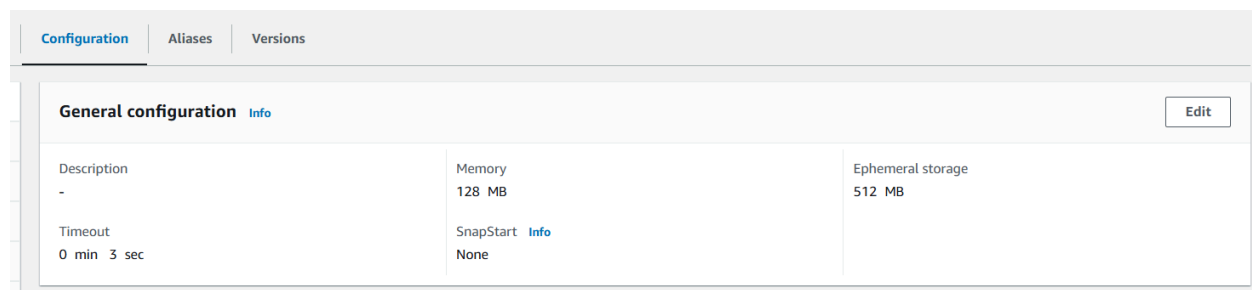 Configuration
Aliases
Versions
General configuration Info
Edit
Description
-
Memory
128 MB
Ephemeral storage
512 MB
Timeout
0 min 3 sec
SnapStart Info
None